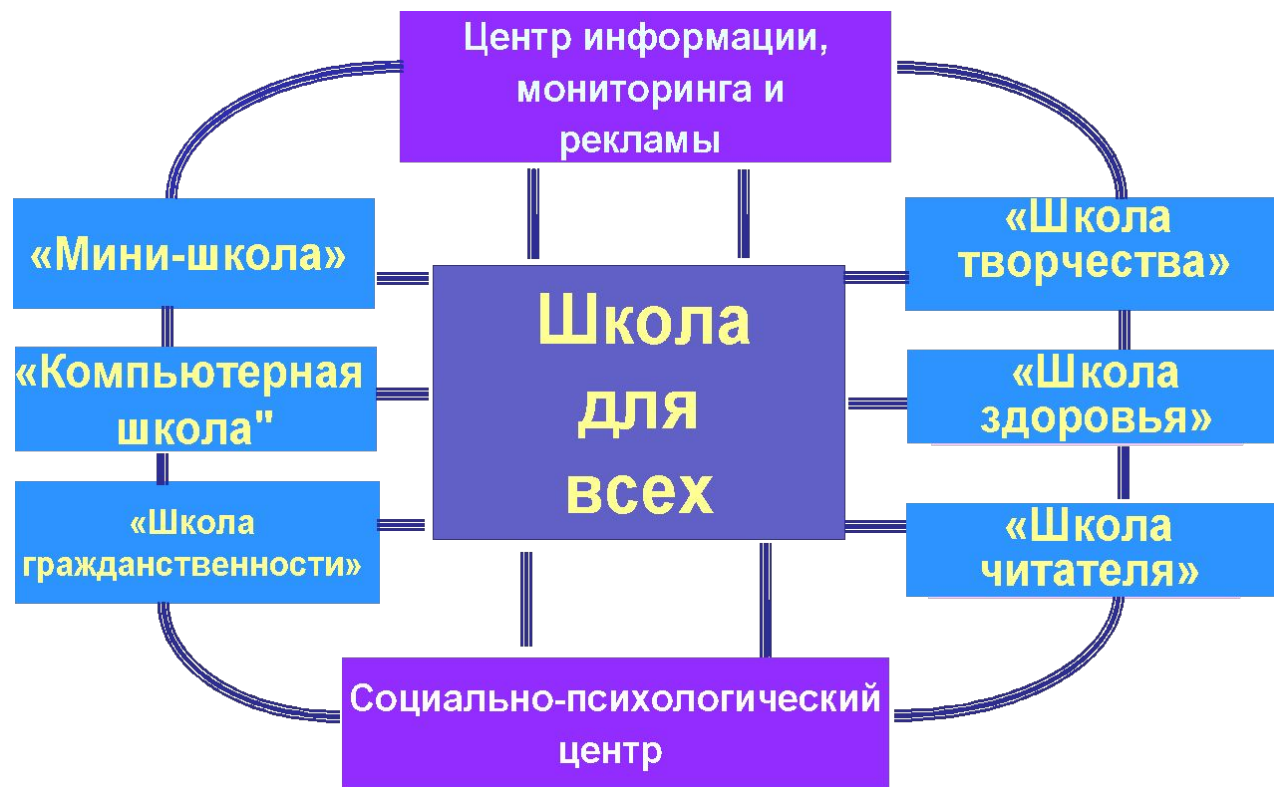 Центр информации,
мониторинга и
рекламы
«Мини-школа»
«Школа
творчества»
Школа
для
всех
«Компьютерная
школа"
«Школа
здоровья»
«Школа
гражданственности»
«Школа
читателя»
Социально-психологический
центр